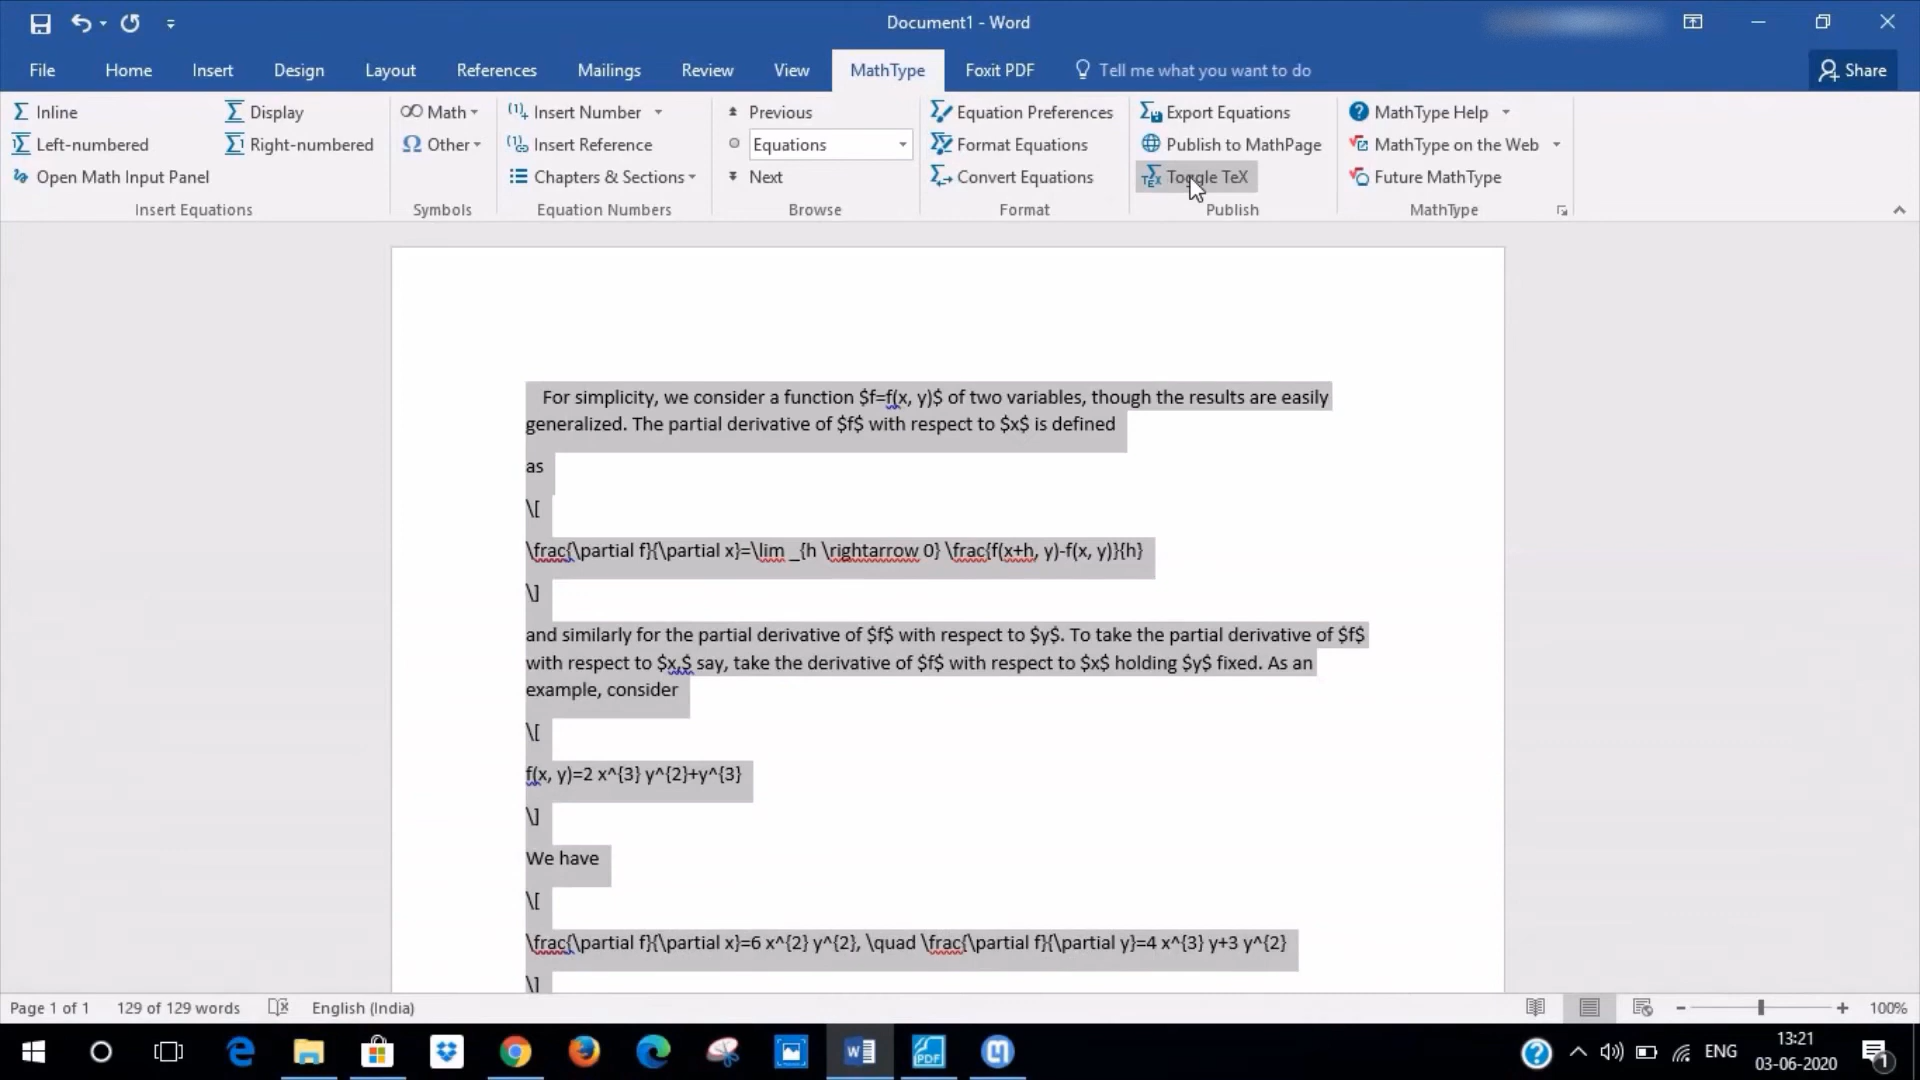 Document1 - Word
File Home Insert Design Layout References Mailings Review View MathType Foxit PDF Tell me what you want to do Share
Inline Display Math Insert Number Previous Equation Preferences Export Equations MathType Help
Left-numbered Right-numbered Other Insert Reference Equations Format Equations Publish to MathPage MathType on the Web
Open Math Input Panel Chapters & Sections Next Convert Equations Toggle TeX Future MathType
Insert Equations Symbols Equation Numbers Browse Format Publish MathType
For simplicity, we consider a function $f=f(x, y)$ of two variables, though the results are easily
generalized. The partial derivative of $f$ with respect to $x$ is defined
as
\[
\frac{\partial f}{\partial x}=\lim _{h \rightarrow 0} \frac{f(x+h, y)-f(x, y)}{h}
\]
and similarly for the partial derivative of $f$ with respect to $y$. To take the partial derivative of $f$
with respect to $x,$ say, take the derivative of $f$ with respect to $x$ holding $y$ fixed. As an
example, consider
\[
f(x, y)=2 x^{3} y^{2}+y^{3}
\]
We have
\[
\frac{\partial f}{\partial x}=6 x^{2} y^{2}, \quad \frac{\partial f}{\partial y}=4 x^{3} y+3 y^{2}
\]
Page 1 of 1 129 of 129 words English (India) 100%
ENG 13:21
03-06-2020 1